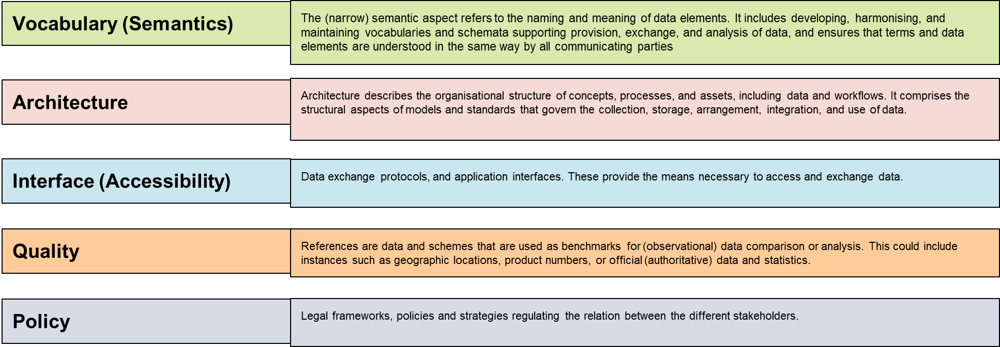 Vocabulary (Semantics)
The (narrow) semantic aspect refers to the naming and meaning of data elements. It includes developing, harmonising, and
maintaining vocabularies and schemata supporting provision, exchange, and analysis of data, and ensures that terms and data
elements are understood in the same way by all communicating parties
Architecture
Architecture describes the organisational structure of concepts, processes, and assets, including data and workflows. It comprises the
structural aspects of models and standards that govern the collection, storage, arrangement, integration, and use of data.
Interface (Accessibility)
Data exchange protocols, and application interfaces. These provide the means necessary to access and exchange data.
Quality
References are data and schemes that are used as benchmarks for (observational) data comparison or analysis. This could include
instances such as geographic locations, product numbers, or official (authoritative) data and statistics.
Policy
Legal frameworks, policies and strategies regulating the relation between the different stakeholders.